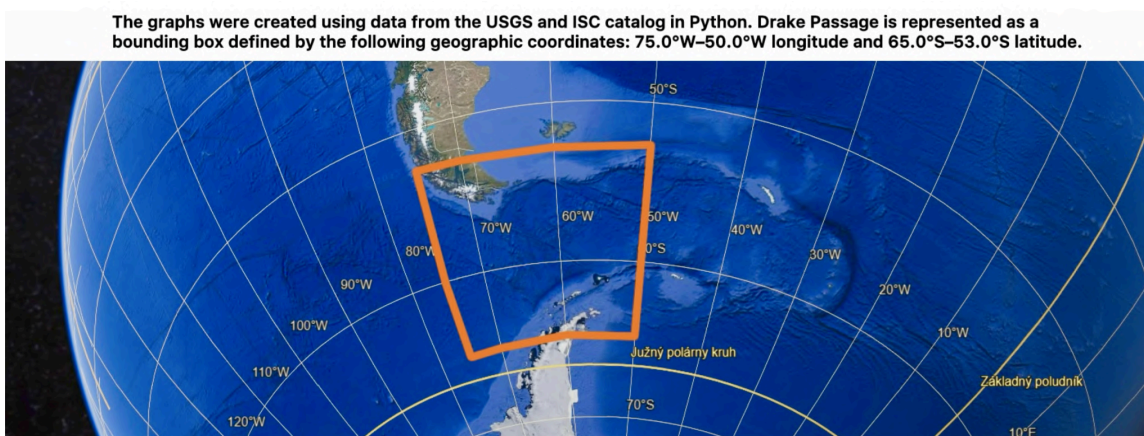 The graphs were created using data from the USGS and ISC catalog in Python. Drake Passage is represented as a
bounding box defined by the following geographic coordinates: 75.0°W–50.0°W longitude and 65.0°S–53.0°S latitude.
50°S
60°W
50°W
70°W
40°W
80°W
0°S
30°W
90°W
20°W
100°W
10°W
Južný polárny kruh
110°W
Základný poludník
70°S
120°W
10°E